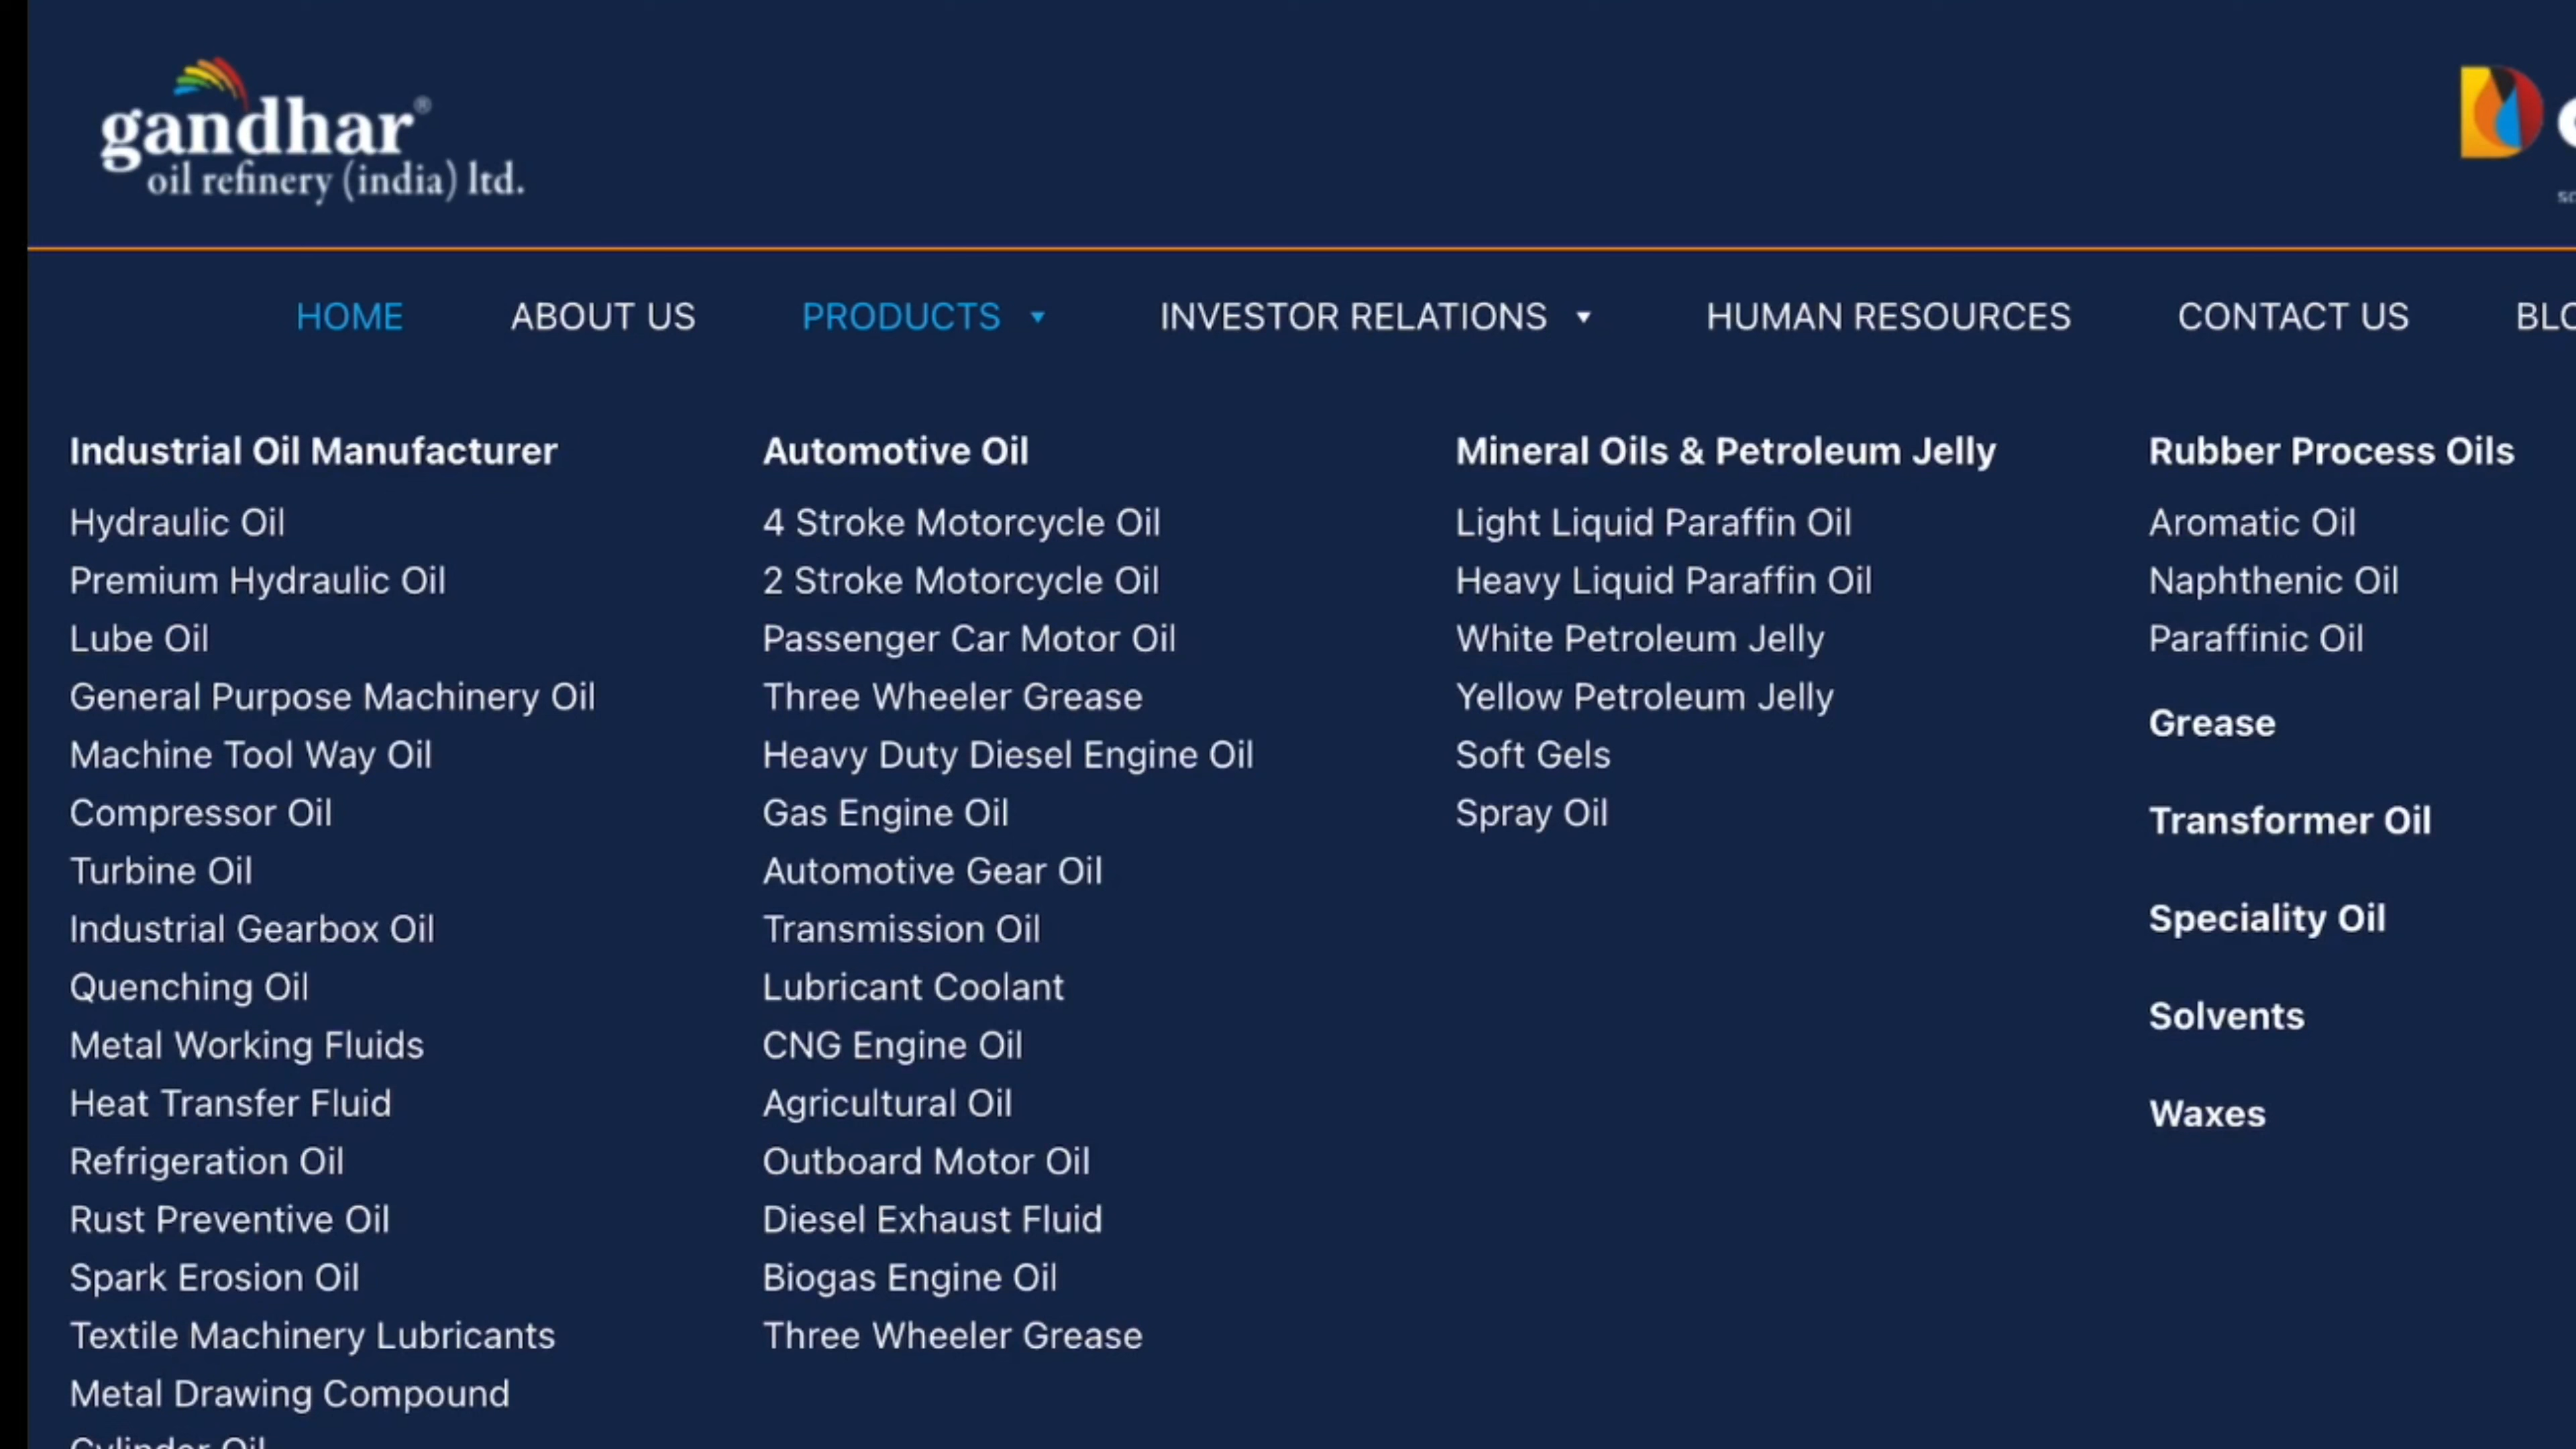 gandhar®
oil refinery (india) ltd.
HOME
ABOUT US
PRODUCTS
INVESTOR RELATIONS
HUMAN RESOURCES
CONTACT US
Industrial Oil Manufacturer
Hydraulic Oil
Premium Hydraulic Oil
Lube Oil
General Purpose Machinery Oil
Machine Tool Way Oil
Compressor Oil
Turbine Oil
Industrial Gearbox Oil
Quenching Oil
Metal Working Fluids
Heat Transfer Fluid
Refrigeration Oil
Rust Preventive Oil
Spark Erosion Oil
Textile Machinery Lubricants
Metal Drawing Compound
Cylinder Oil
Automotive Oil
4 Stroke Motorcycle Oil
2 Stroke Motorcycle Oil
Passenger Car Motor Oil
Three Wheeler Grease
Heavy Duty Diesel Engine Oil
Gas Engine Oil
Automotive Gear Oil
Transmission Oil
Lubricant Coolant
CNG Engine Oil
Agricultural Oil
Outboard Motor Oil
Diesel Exhaust Fluid
Biogas Engine Oil
Three Wheeler Grease
Mineral Oils & Petroleum Jelly
Light Liquid Paraffin Oil
Heavy Liquid Paraffin Oil
White Petroleum Jelly
Yellow Petroleum Jelly
Soft Gels
Spray Oil
Rubber Process Oils
Aromatic Oil
Naphthenic Oil
Paraffinic Oil
Grease
Transformer Oil
Speciality Oil
Solvents
Waxes